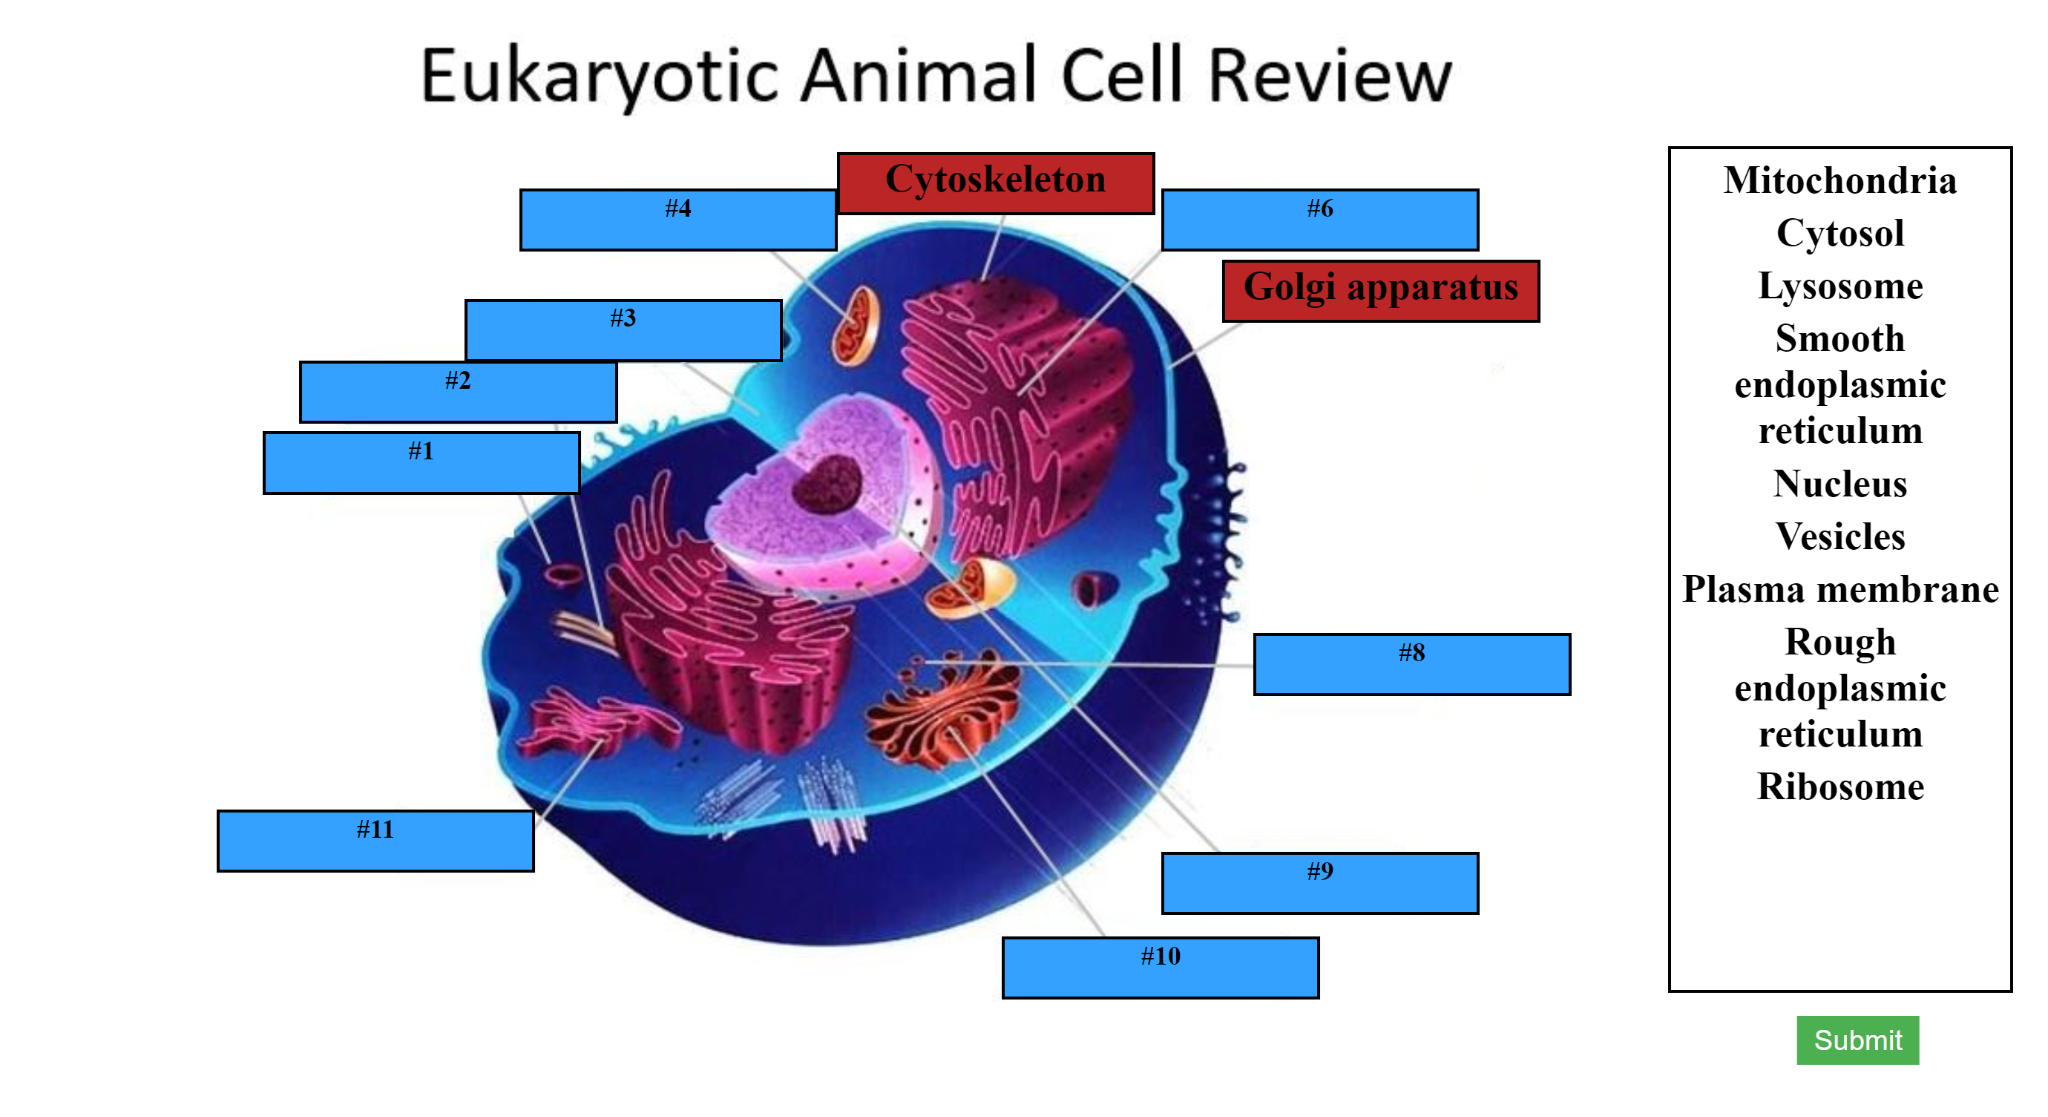 Eukaryotic Animal Cell Review
Cytoskeleton
#4
#6
Golgi apparatus
#3
#2
#1
#8
#11
#9
#10
Mitochondria
Cytosol
Lysosome
Smooth
endoplasmic
reticulum
Nucleus
Vesicles
Plasma membrane
Rough
endoplasmic
reticulum
Ribosome
Submit